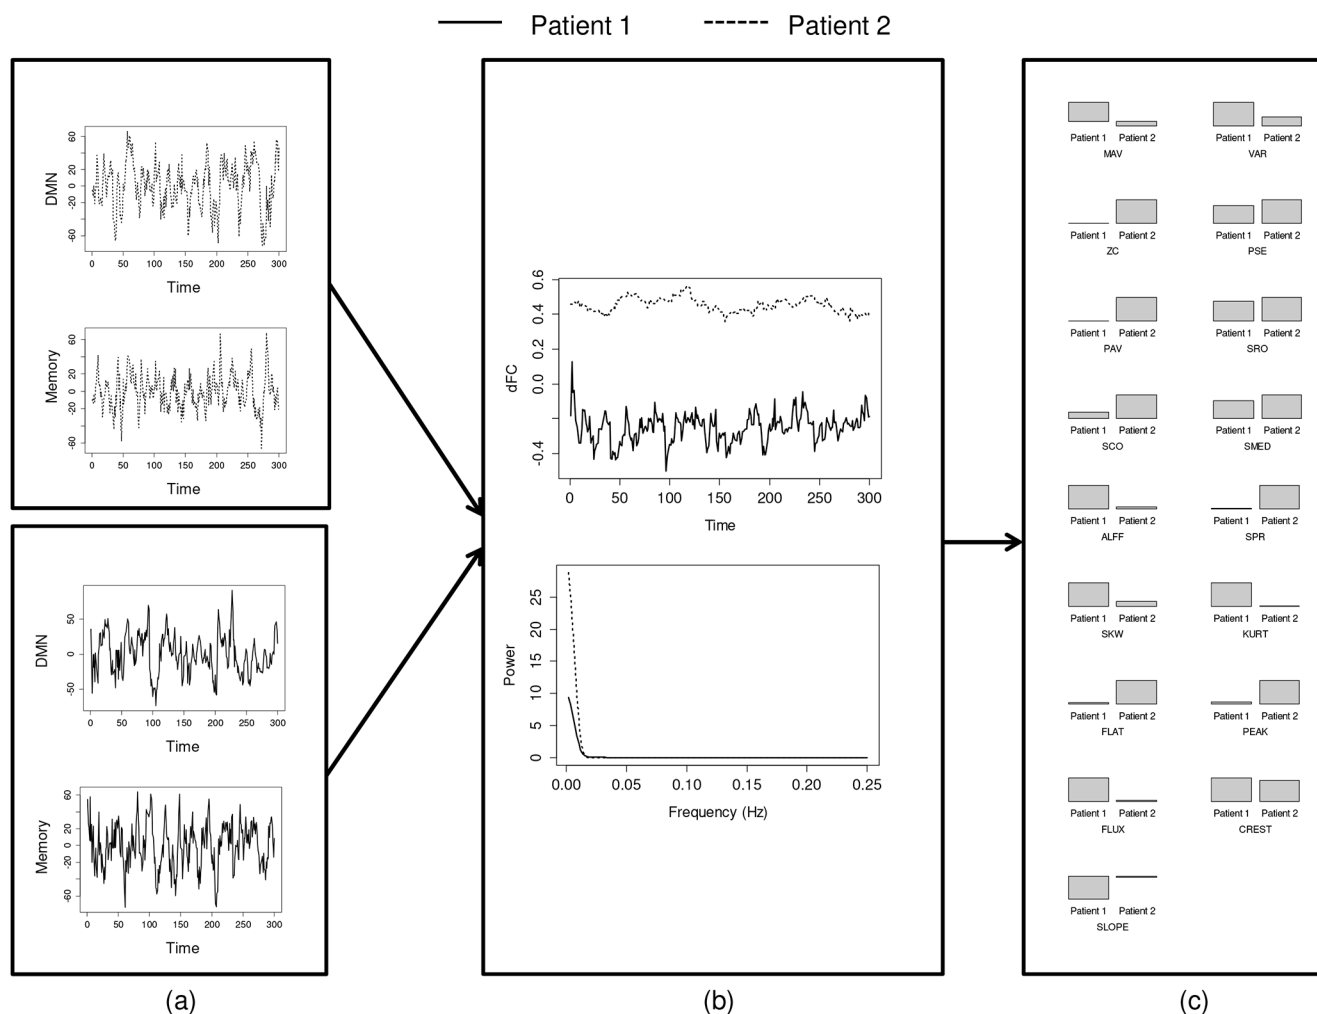 Patient 1 Patient 2
DMN
60
20
0
-20
-60
0 50 100 150 200 250 300
Time
Memory
60
20
0
-20
-60
0 50 100 150 200 250 300
Time
DMN
50
0
-50
0 50 100 150 200 250 300
Time
Memory
60
20
0
-20
-60
0 50 100 150 200 250 300
Time
(a)
dFC
0.6
0.4
0.2
0.0
-0.4
0 50 100 150 200 250 300
Time
Power
25
20
15
10
5
0
0.00 0.05 0.10 0.15 0.20 0.25
Frequency (Hz)
(b)
Patient 1 Patient 2 Patient 1 Patient 2
MAV VAR
Patient 1 Patient 2 Patient 1 Patient 2
ZC PSE
Patient 1 Patient 2 Patient 1 Patient 2
PAV SRO
Patient 1 Patient 2 Patient 1 Patient 2
SCO SMED
Patient 1 Patient 2 Patient 1 Patient 2
ALFF SPR
Patient 1 Patient 2 Patient 1 Patient 2
SKW KURT
Patient 1 Patient 2 Patient 1 Patient 2
FLAT PEAK
Patient 1 Patient 2 Patient 1 Patient 2
FLUX CREST
Patient 1 Patient 2
SLOPE
(c)